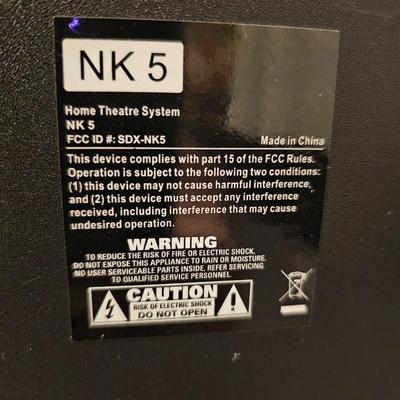 NK 5
Home Theatre System
NK 5
FCC ID #: SDX-NK5 Made in China
This device complies with part 15 of the FCC Rules.
Operation is subject to the following two conditions:
(1) this device may not cause harmful interference,
and (2) this device must accept any interference
received, including interference that may cause
undesired operation.
WARNING
TO REDUCE THE RISK OF FIRE OR ELECTRIC SHOCK.
DO NOT EXPOSE THIS APPLIANCE TO RAIN OR MOISTURE.
NO USER SERVICEABLE PARTS INSIDE. REFER SERVICING
TO QUALIFIED SERVICE PERSONNEL.
CAUTION
RISK OF ELECTRIC SHOCK
DO NOT OPEN